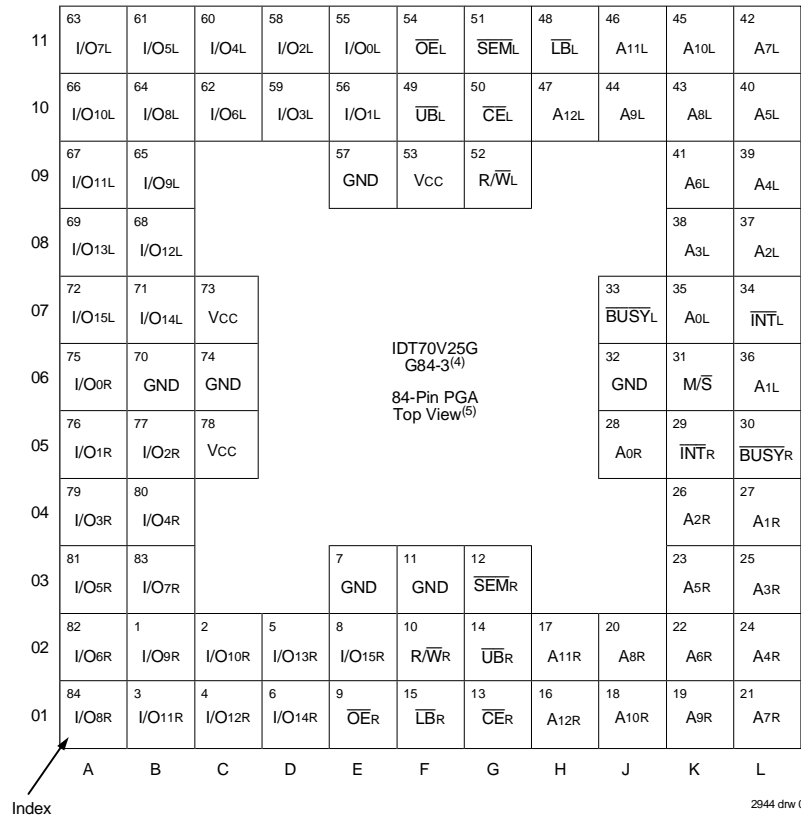 63 61 60 58 55 54 51 48 46 45 42
11 I/O7L I/O5L I/O4L I/O2L I/O0L OEL SEML LBL A11L A10L A7L
66 64 62 59 56 49 50 47 44 43 40
10 I/O10L I/O8L I/O6L I/O3L I/O1L UBL CEL A12L A9L A8L A5L
67 65 57 53 52 41 39
09 I/O11L I/O9L GND VCC R/WL A6L A4L
69 68 38 37
08 I/O13L I/O12L A3L A2L
72 71 73 33 35 34
07 I/O15L I/O14L VCC BUSYL A0L INTL
IDT70V25G
G84-3(4)
75 70 74 32 31 36
06 I/O0R GND GND GND M/S A1L
84-Pin PGA
Top View(5)
76 77 78 28 29 30
05 I/O1R I/O2R VCC A0R INTR BUSYR
79 80 26 27
04 I/O3R I/O4R A2R A1R
81 83 7 11 12 23 25
03 I/O5R I/O7R GND GND SEMR A5R A3R
82 1 2 5 8 10 14 17 20 22 24
02 I/O6R I/O9R I/O10R I/O13R I/O15R R/WR UBR A11R A8R A6R A4R
84 3 4 6 9 15 13 16 18 19 21
01 I/O8R I/O11R I/O12R I/O14R OER LBR CER A12R A10R A9R A7R
A B C D E F G H J K L
Index
2944 drw